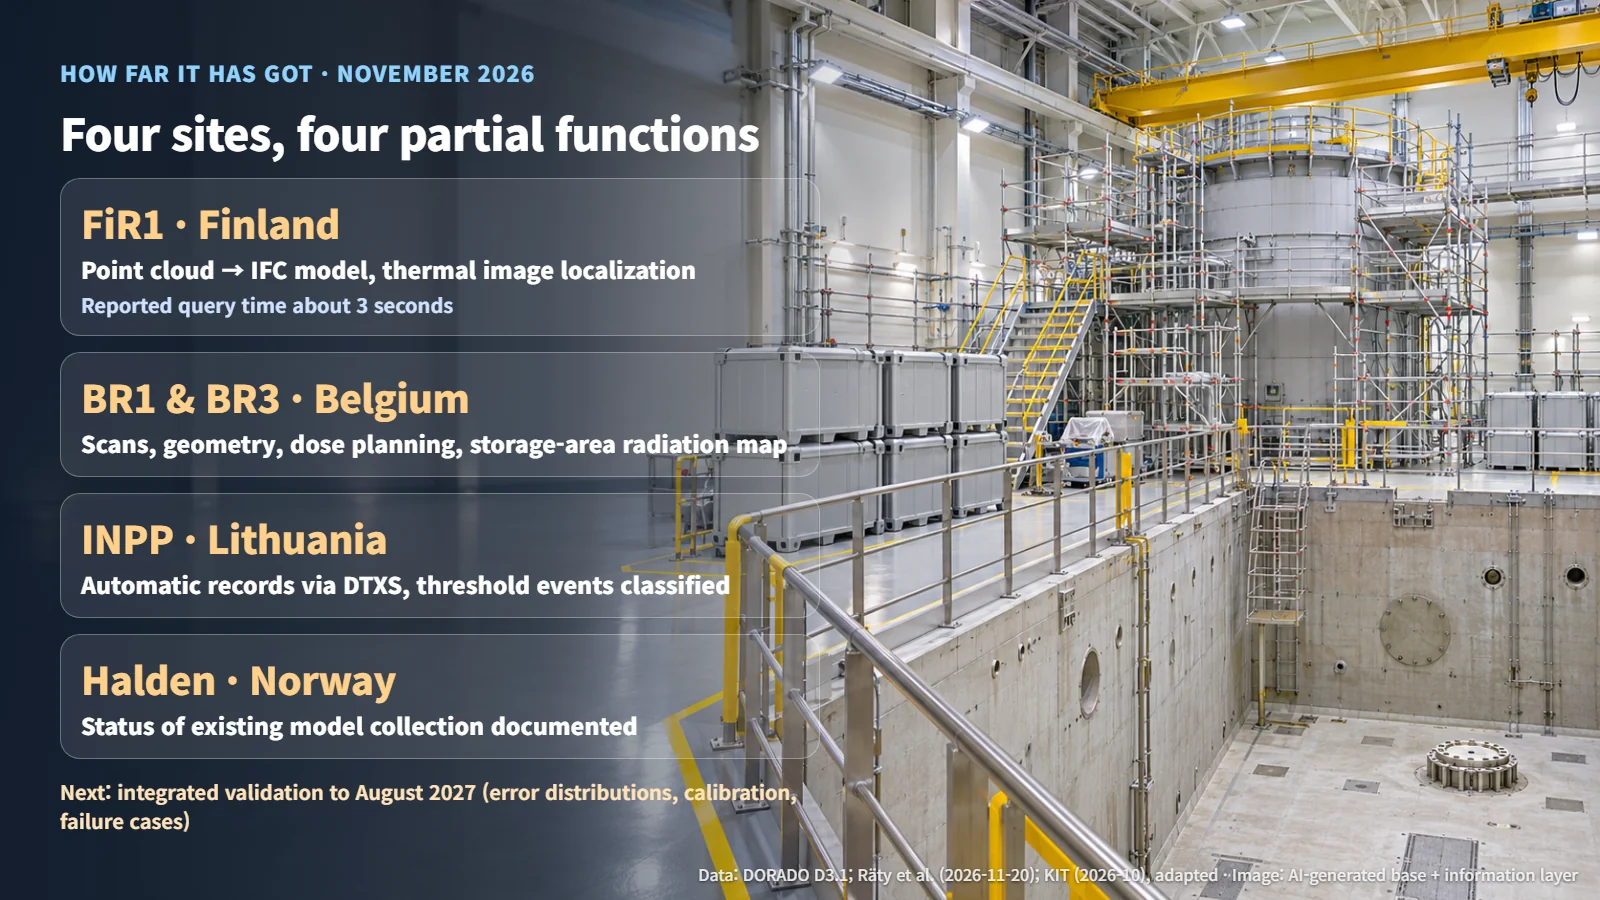 HOW FAR IT HAS GOT · NOVEMBER 2026
Four sites, four partial functions
FiR1 · Finland
Point cloud → IFC model, thermal image localization
Reported query time about 3 seconds
BR1 & BR3 · Belgium
Scans, geometry, dose planning, storage-area radiation map
INPP · Lithuania
Automatic records via DTXS, threshold events classified
Halden · Norway
Status of existing model collection documented
Next: integrated validation to August 2027 (error distributions, calibration,
failure cases)
Data: DORADO D3.1; Räty et al. (2026-11-20); KIT (2026-10), adapted · Image: AI-generated base + information layer